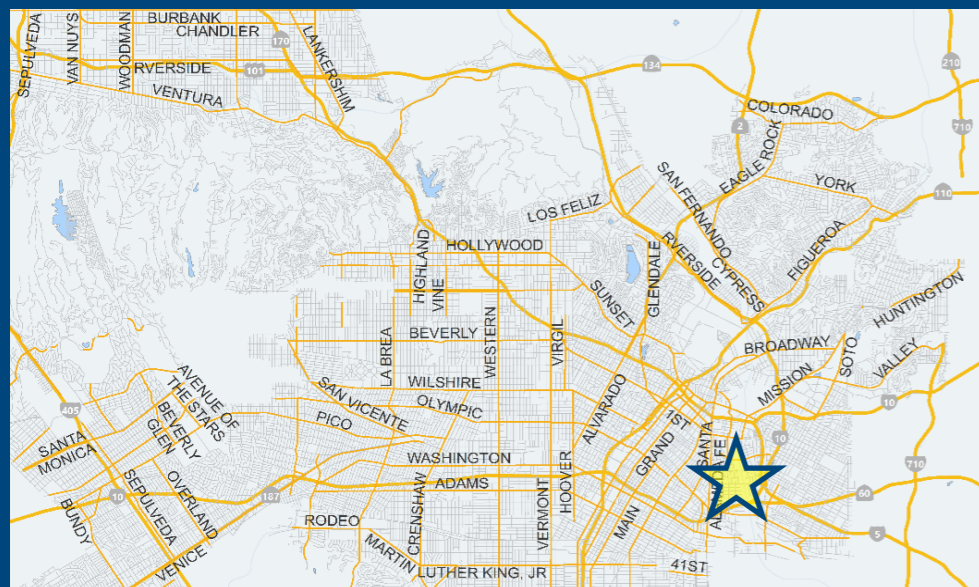 BURBANK
CHANDLER
SEPULVEDA
VAN NUYS
WOODMAN
170
LANKERSHIM
RVERSIDE
101
134
210
VENTURA
COLORADO
2
710
EAGLE ROCK
SAN FERNANDO
YORK
110
LOS FELIZ
HOLLYWOOD
RVERSIDE
CYPRESS
FIGUEROA
HIGHLAND
VINE
GLENDALE
SUNSET
HUNTINGTON
BEVERLY
WESTERN
VIRGIL
BROADWAY
SOTO
LA BREA
VALLEY
WILSHIRE
MISSION
AVENUE OF
THE STARS
SAN VICENTE
OLYMPIC
ALVARADO
10
405
BEVERLY
GLEN
PICO
1ST
SANTA
MONICA
GRAND
SANTA
FE
10
WASHINGTON
710
SEPULVEDA
OVERLAND
ADAMS
HOOVER
10
187
60
BUNDY
CRENSHAW
VERMONT
MAIN
RODEO
5
VENICE
MARTIN
LUTHER KING, JR
41ST